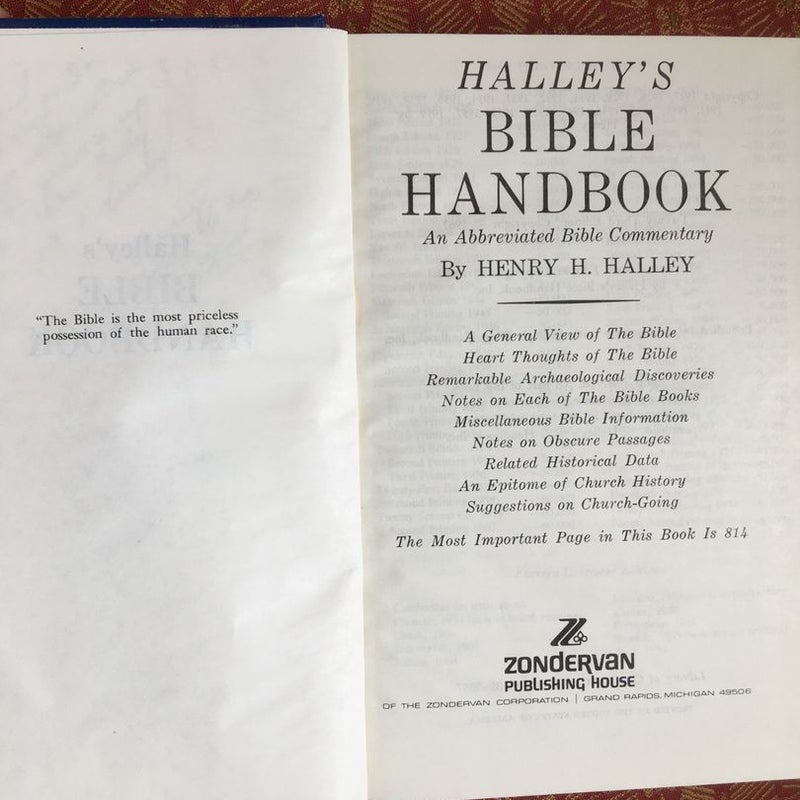 "The Bible is the most priceless
possession of the human race."
HALLEY'S
BIBLE
HANDBOOK
An Abbreviated Bible Commentary
By HENRY H. HALLEY
A General View of The Bible
Heart Thoughts of The Bible
Remarkable Archaeological Discoveries
Notes on Each of The Bible Books
Miscellaneous Bible Information
Notes on Obscure Passages
Related Historical Data
An Epitome of Church History
Suggestions on Church-Going
The Most Important Page in This Book Is 814
ZONDERVAN
PUBLISHING HOUSE
OF THE ZONDERVAN CORPORATION | GRAND RAPIDS, MICHIGAN 49506